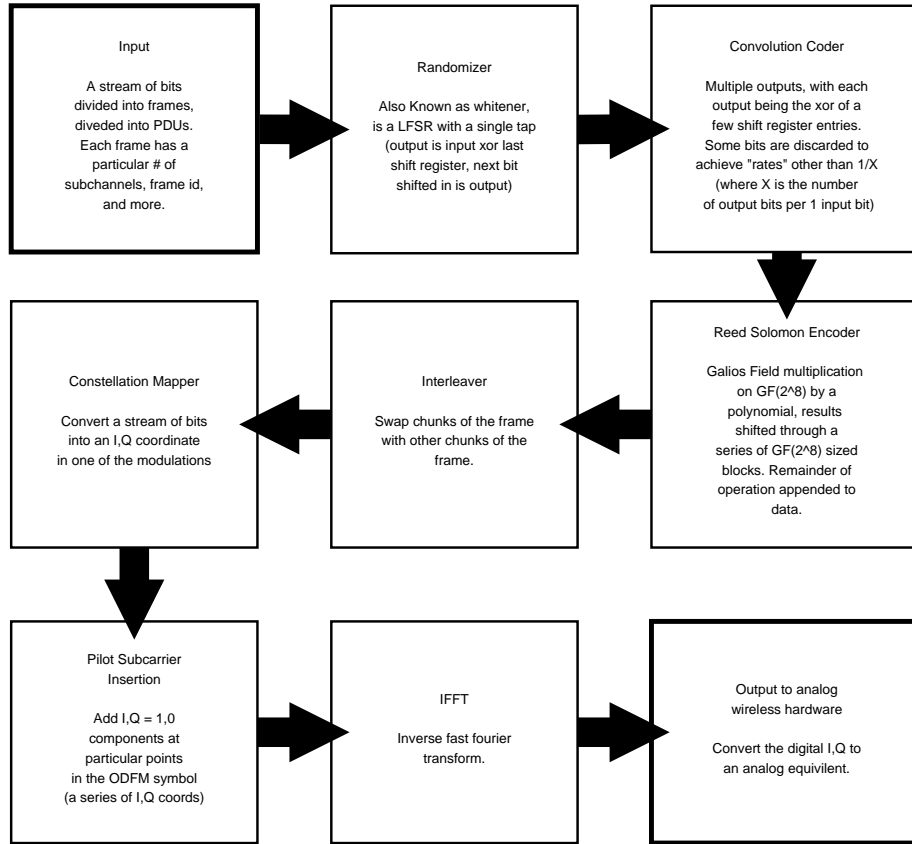 Input
A stream of bits
divided into frames,
diveded into PDUs.
Each frame has a
particular # of
subchannels, frame id,
and more.
Randomizer
Also Known as whitener,
is a LFSR with a single tap
(output is input xor last
shift register, next bit
shifted in is output)
Convolution Coder
Multiple outputs, with each
output being the xor of a
few shift register entries.
Some bits are discarded to
achieve "rates" other than 1/X
(where X is the number
of output bits per 1 input bit)
Reed Solomon Encoder
Galios Field multiplication
on GF(2^8) by a
polynomial, results
shifted through a
series of GF(2^8) sized
blocks. Remainder of
operation appended to
data.
Interleaver
Swap chunks of the frame
with other chunks of the
frame.
Constellation Mapper
Convert a stream of bits
into an I,Q coordinate
in one of the modulations
Pilot Subcarrier
Insertion
Add I,Q = 1,0
components at
particular points
in the ODFM symbol
(a series of I,Q coords)
IFFT
Inverse fast fourier
transform.
Output to analog
wireless hardware
Convert the digital I,Q to
an analog equivilent.